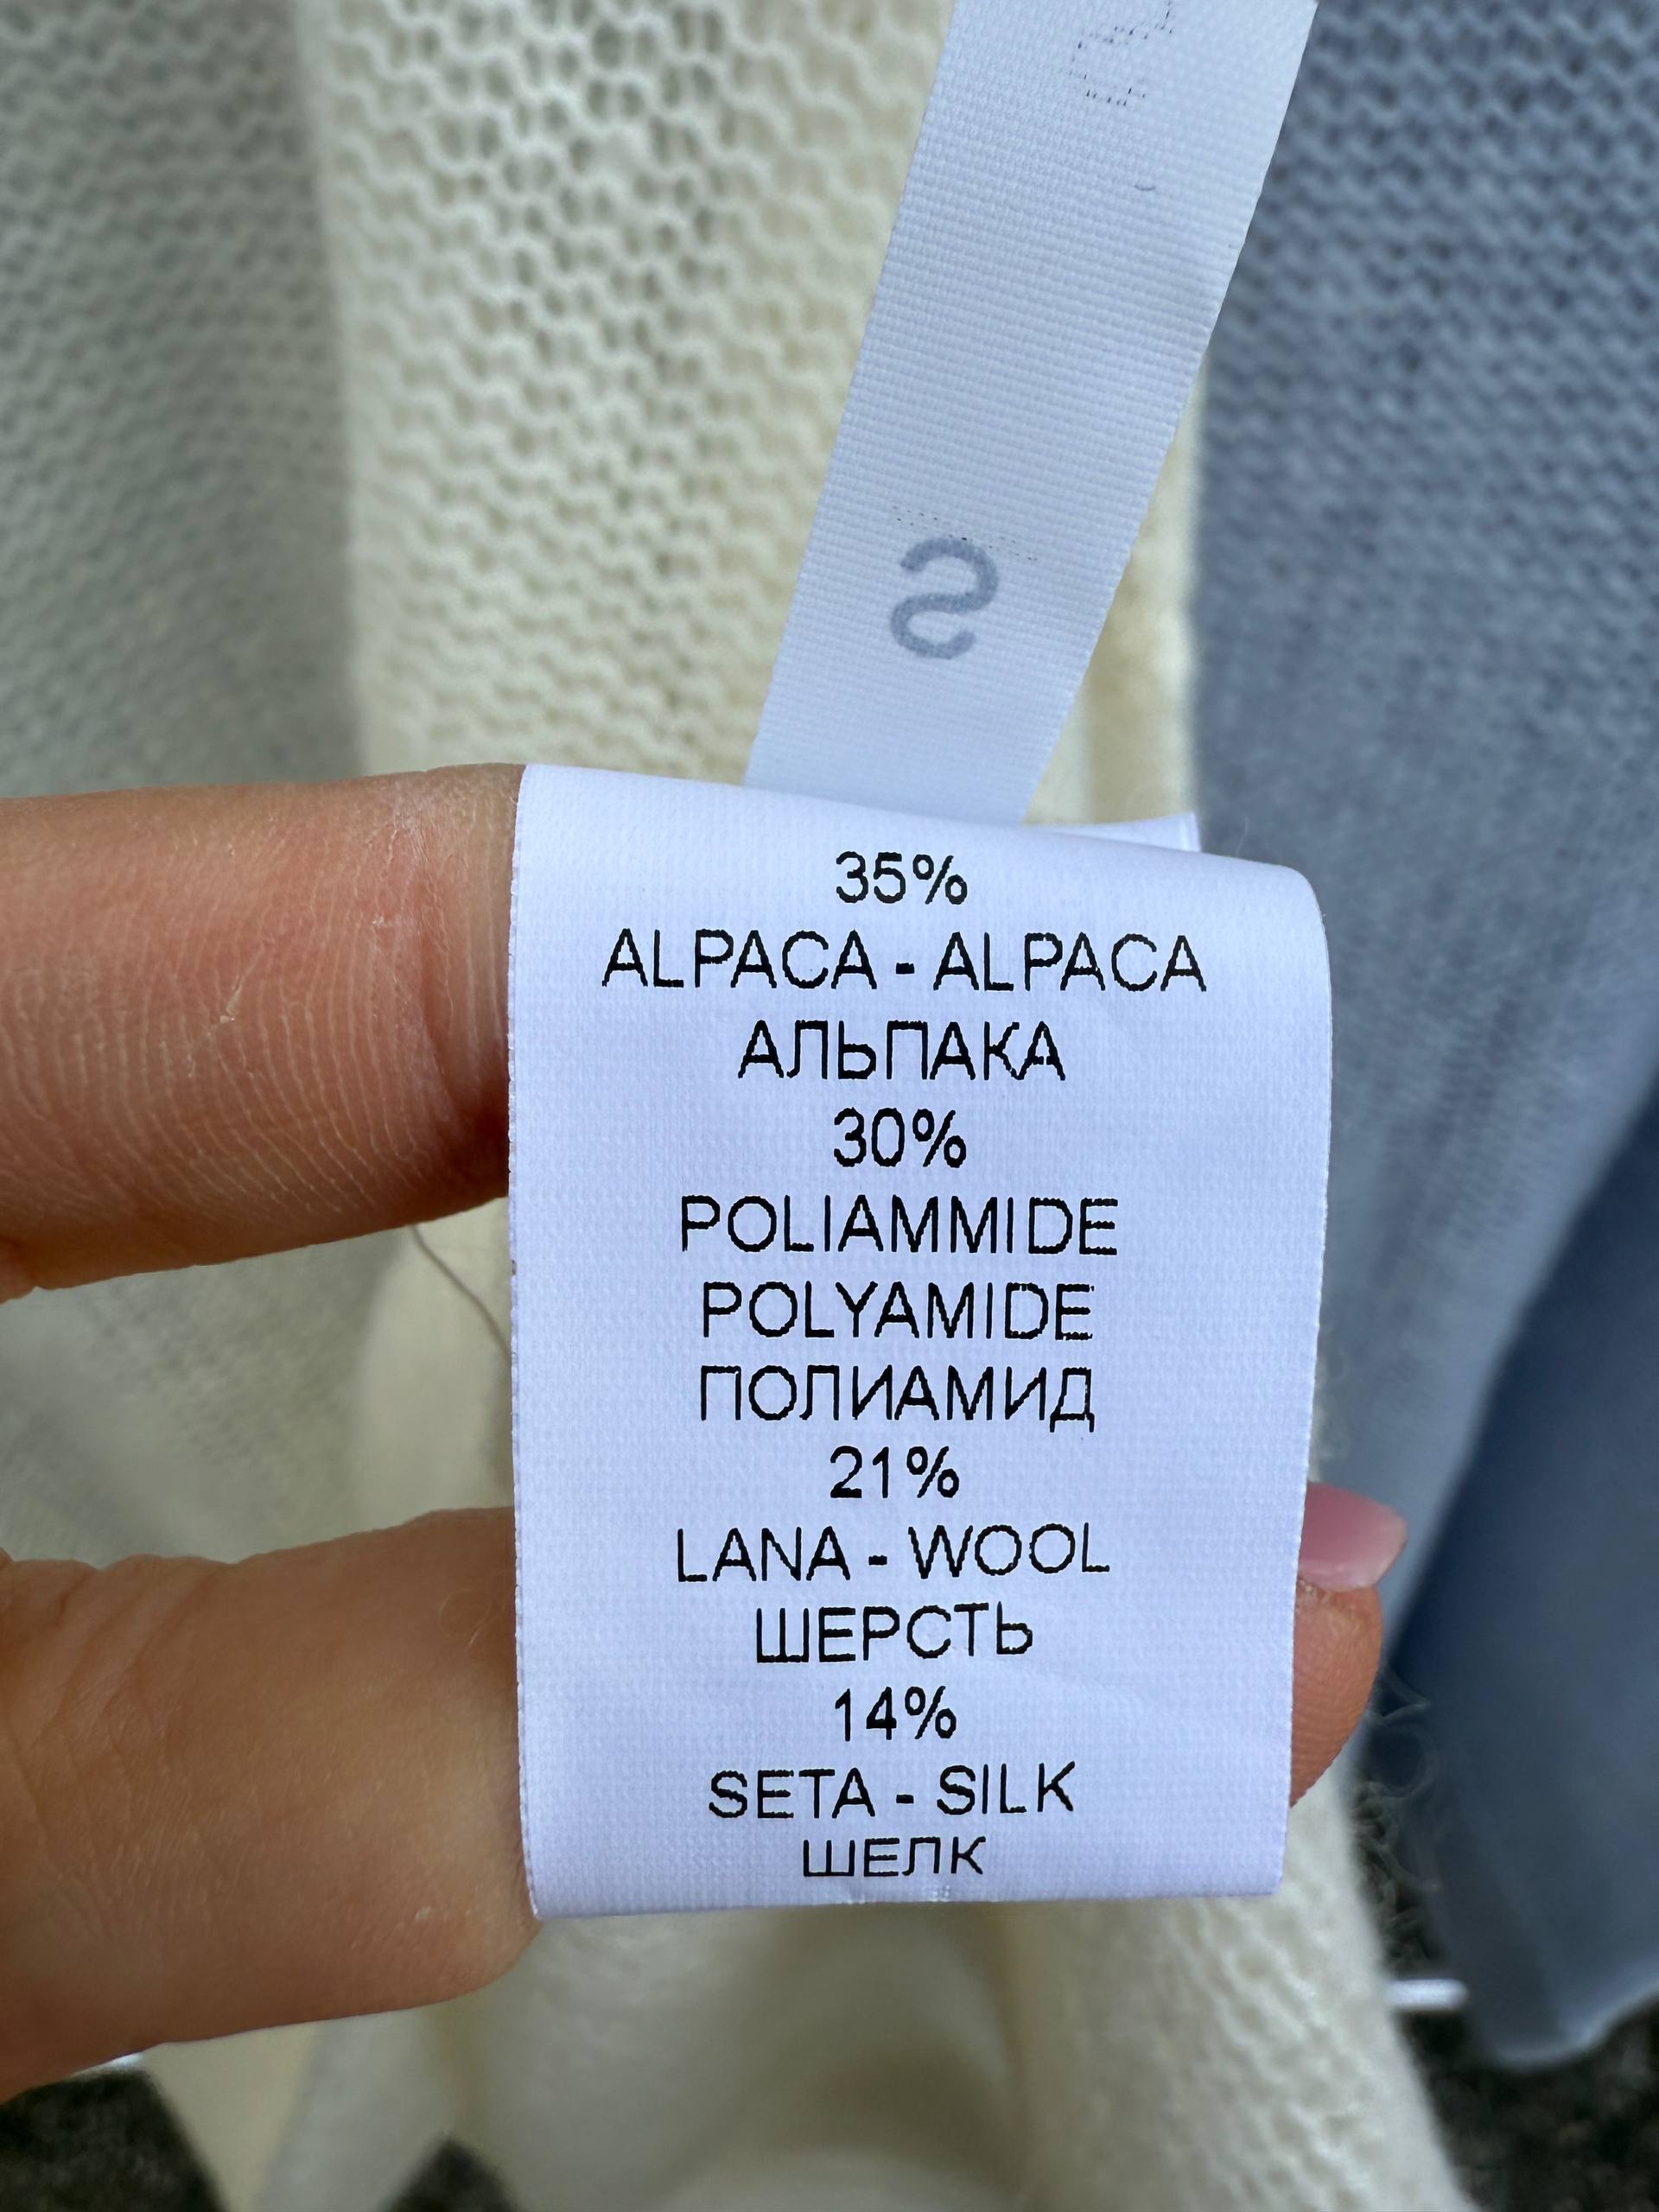 S
35%
ALPACA - ALPACA
АЛЬПАКА
30%
POLIAMMIDE
POLYAMIDE
ПОЛИАМИД
21%
LANA - WOOL
ШЕРСТЬ
14%
SETA - SILK
ШЕЛК